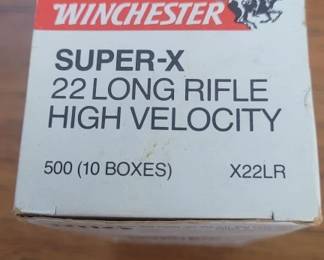 WINCHESTER
SUPER-X
22 LONG RIFLE
HIGH VELOCITY
500 (10 BOXES) X22LR